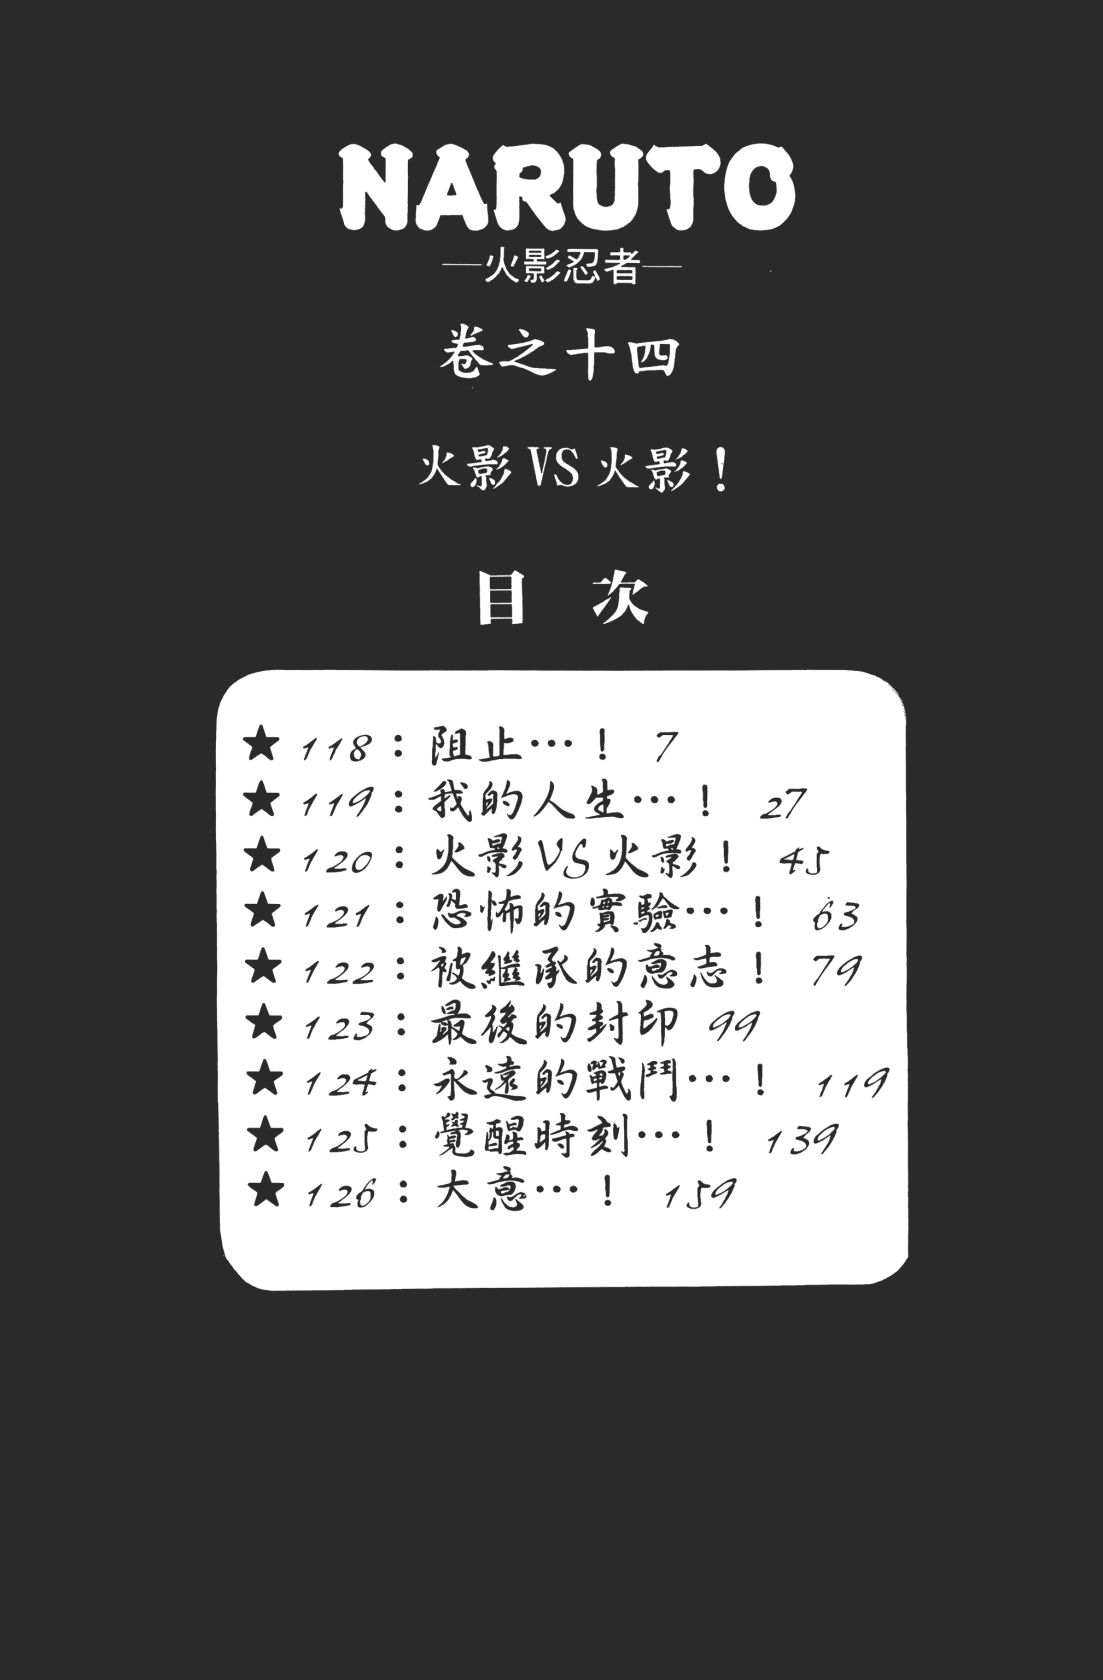 NARUTO
—火影忍者—
卷之十四
火影VS火影！
目 次
★ 118：阻止…！ 7
★ 119：我的人生…！ 27
★ 120：火影VS火影！ 45
★ 121：恐怖的實驗…！ 63
★ 122：被繼承的意志！ 79
★ 123：最後的封印 99
★ 124：永遠的戰鬥…！ 119
★ 125：覺醒時刻…！ 139
★ 126：大意…！ 159